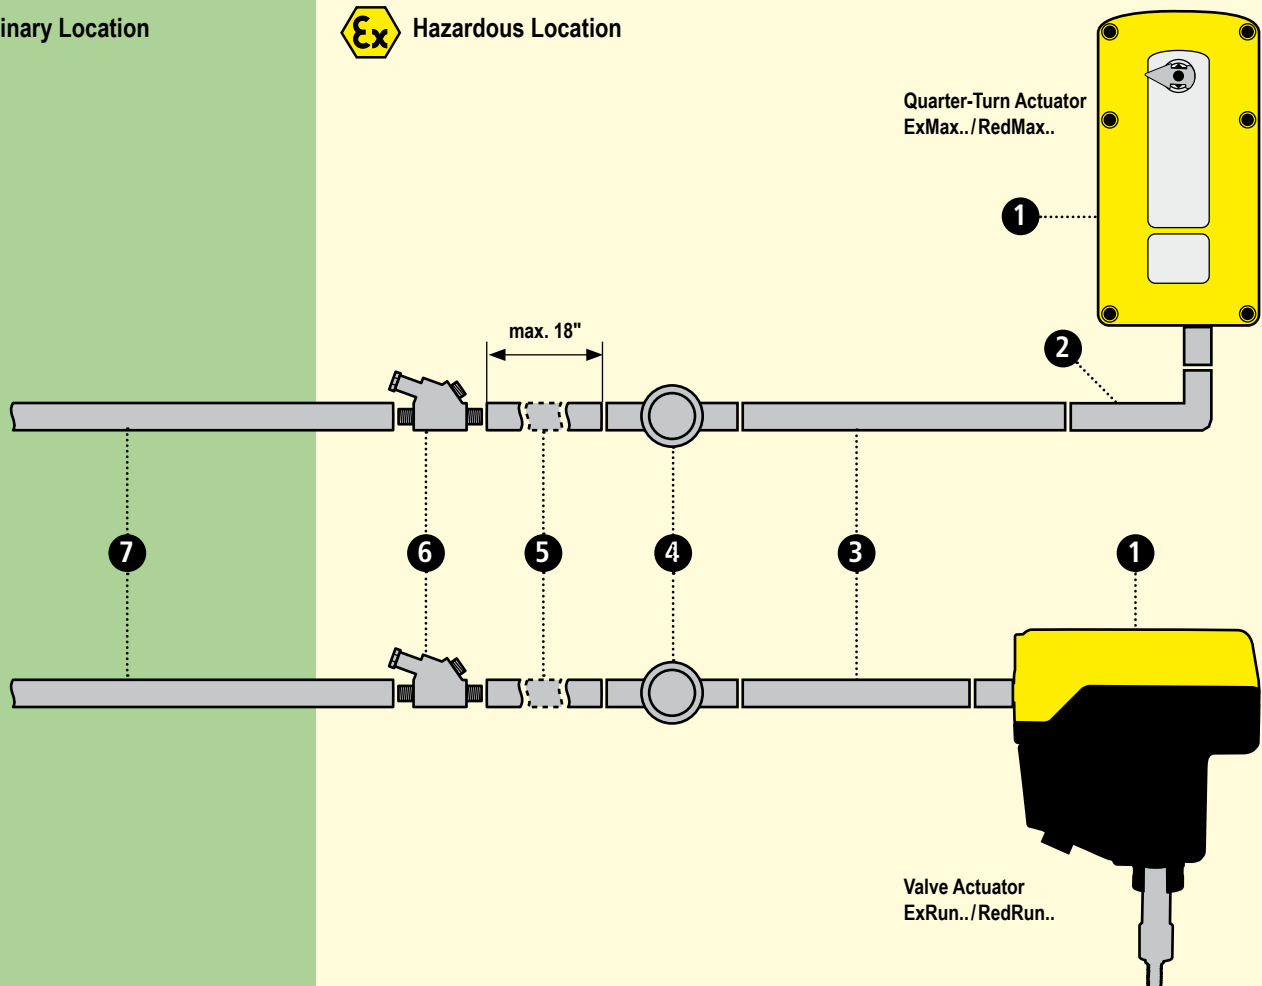 inary Location
Ex Hazardous Location
Quarter-Turn Actuator
ExMax../RedMax..
1
max. 18"
2
7 6 5 4 3 1
Valve Actuator
ExRun../RedRun..